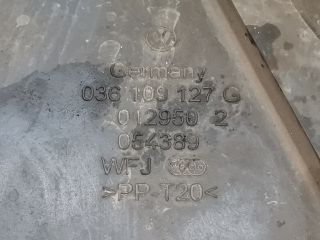 Germany
036 109 127 G
012950 2
054389
WFJ
>PP-T20<